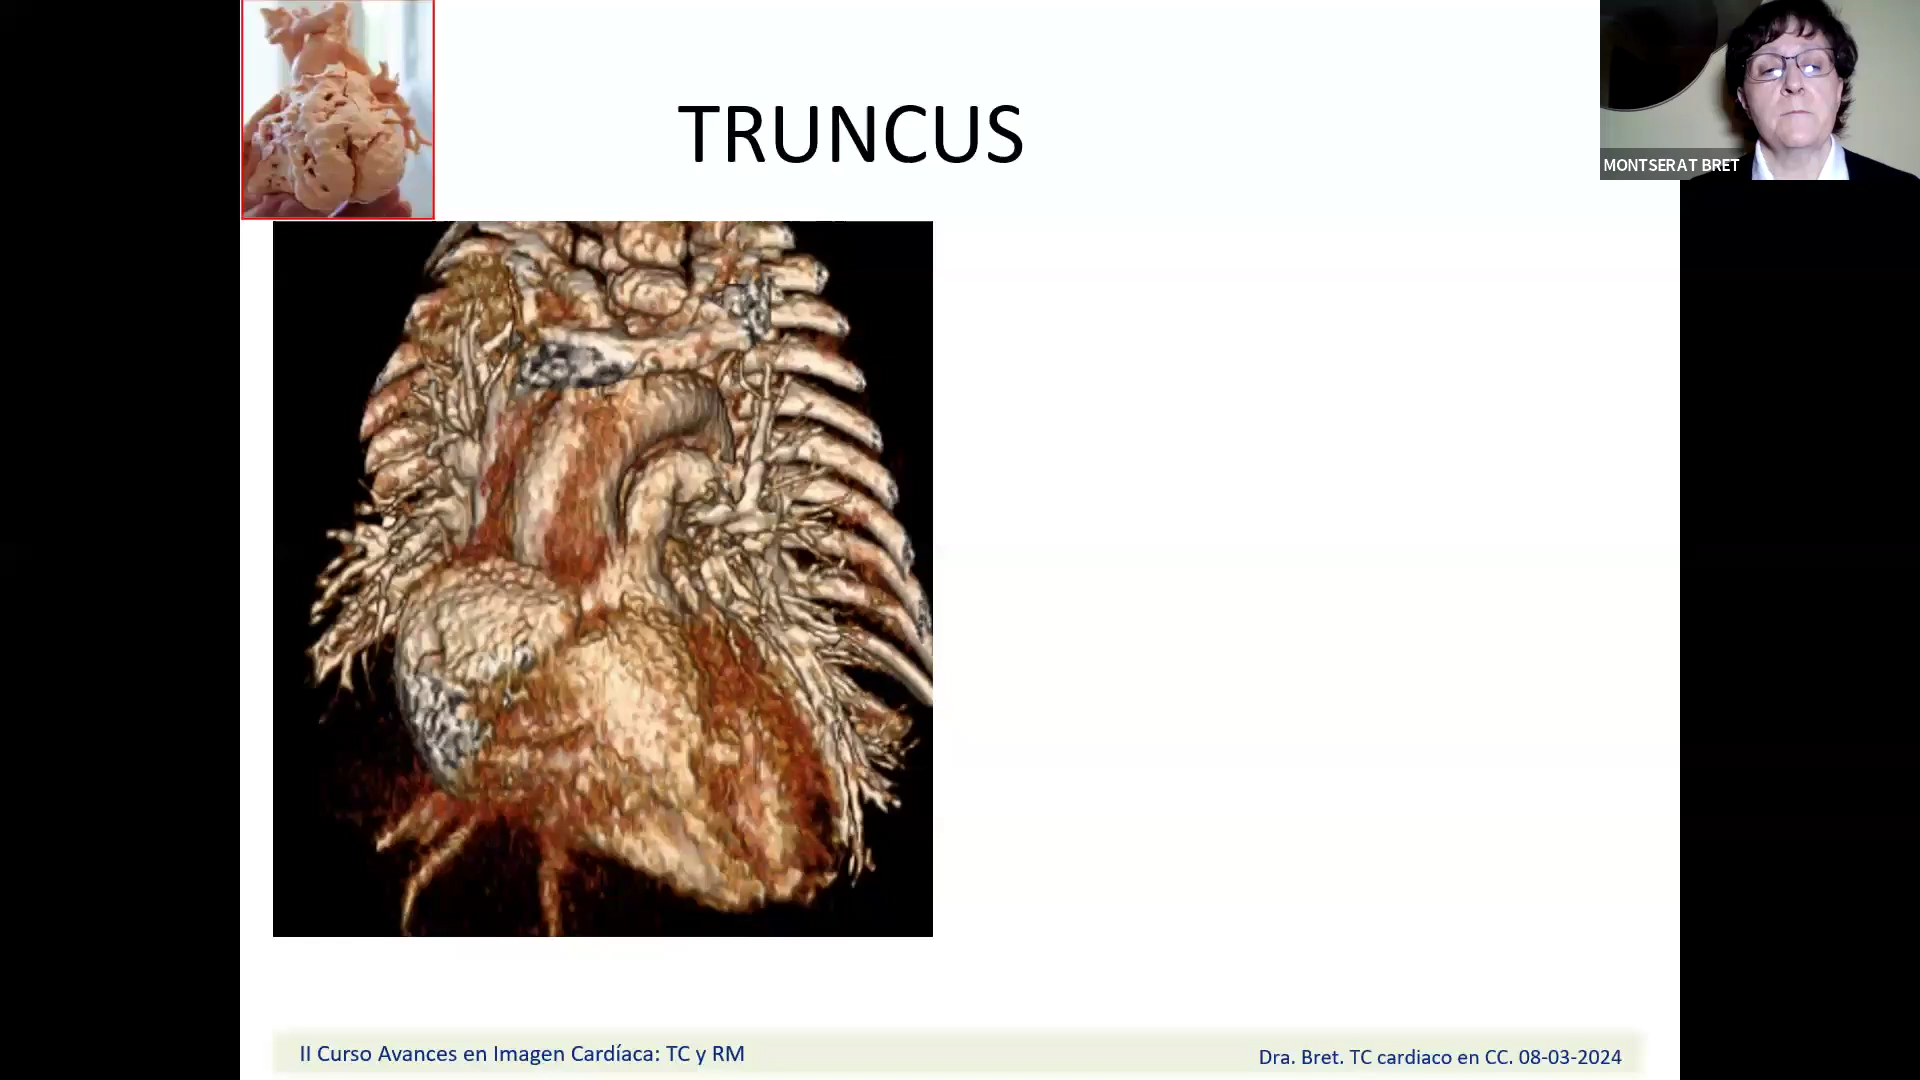 TRUNCUS
MONTSERAT BRET
II Curso Avances en Imagen Cardíaca: TC y RM
Dra. Bret. TC cardiaco en CC. 08-03-2024